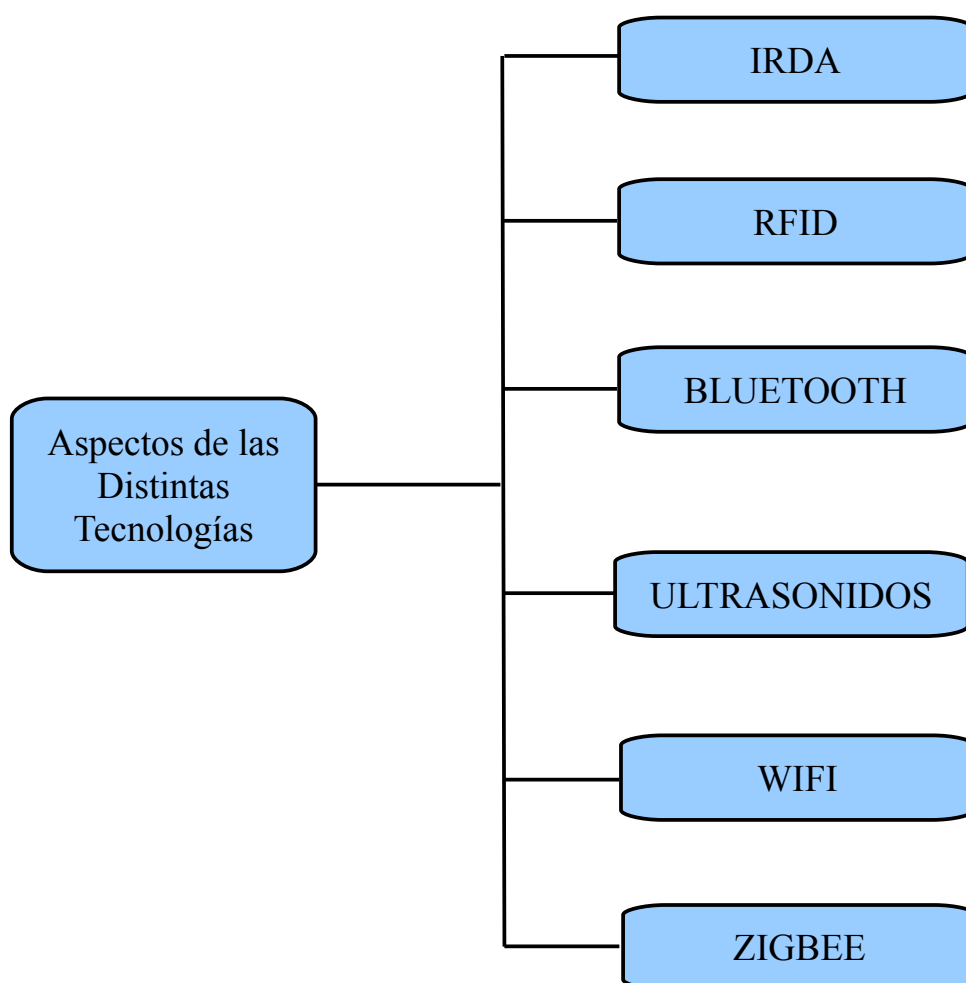 IRDA
RFID
BLUETOOTH
Aspectos de las
Distintas
Tecnologías
ULTRASONIDOS
WIFI
ZIGBEE